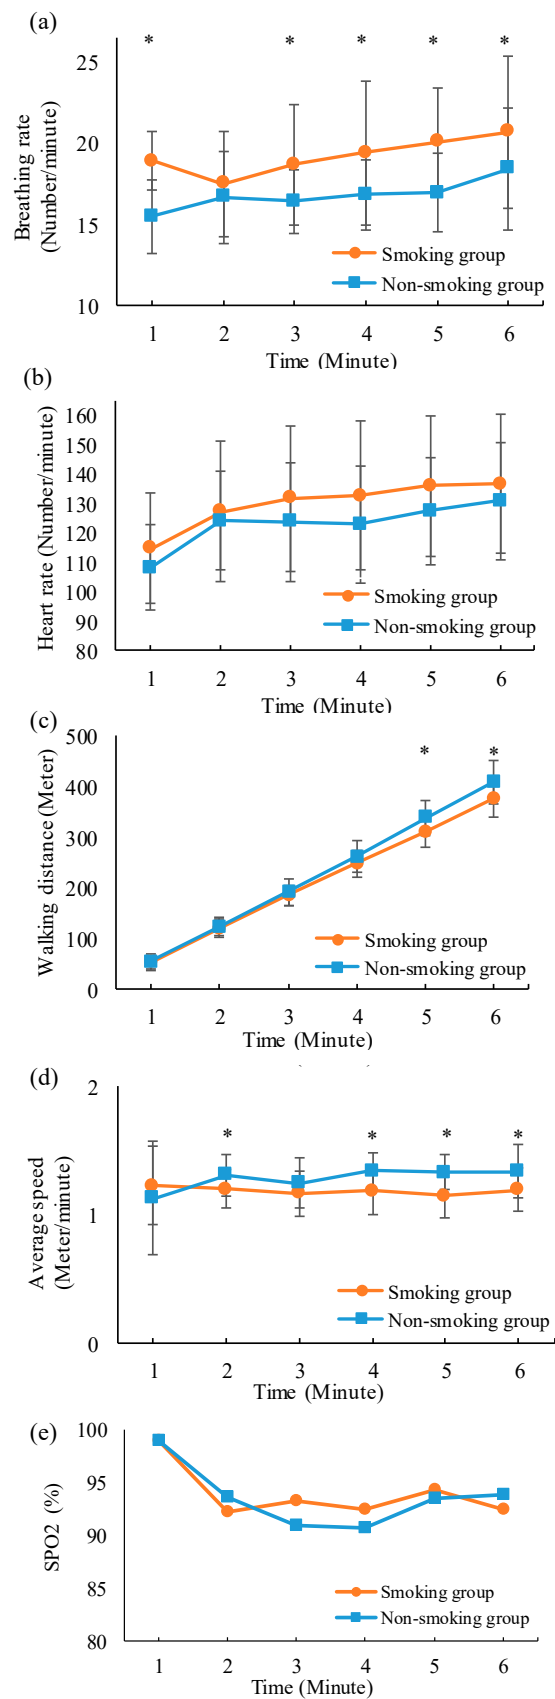 (a)
* * * * *
25
20
15
10
Breathing rate
(Number/minute)
Smoking group
Non-smoking group
1 2 3 4 5 6
Time (Minute)
(b)
160
150
140
130
120
110
100
90
80
Heart rate (Number/minute)
Smoking group
Non-smoking group
1 2 3 4 5 6
Time (Minute)
(c)
500
400
300
200
100
0
Walking distance (Meter)
* *
Smoking group
Non-smoking group
1 2 3 4 5 6
Time (Minute)
(d)
2
1
0
Average speed
(Meter/minute)
* * * *
Smoking group
Non-smoking group
1 2 3 4 5 6
Time (Minute)
(e)
100
95
90
85
80
SPO2 (%)
Smoking group
Non-smoking group
1 2 3 4 5 6
Time (Minute)